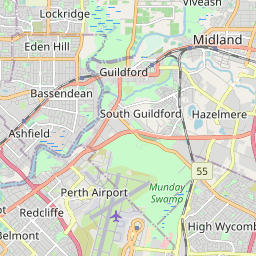 Viveash
Lockridge
Midland
Eden Hill
Guildford
Bassendean
South Guildford
Hazelmere
Ashfield
55
Perth Airport
Munday
Swamp
Redcliffe
High Wycomb
Belmont